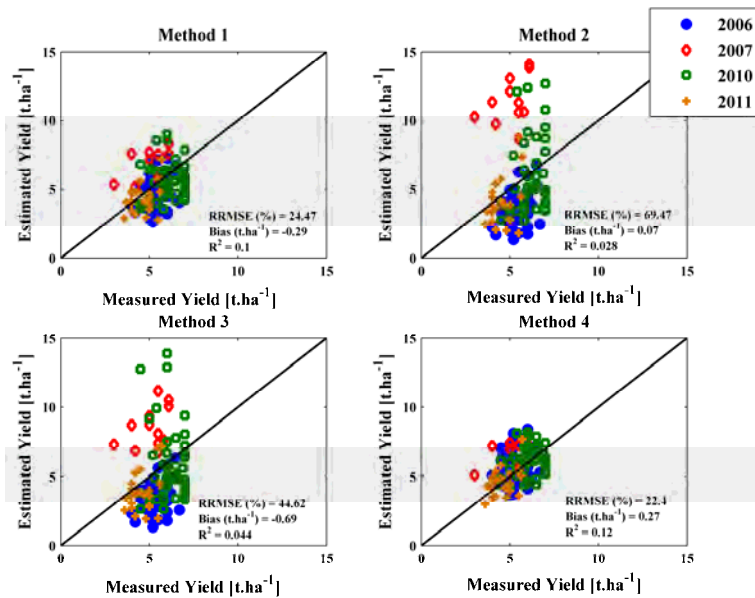 Method 1
Method 2
2006
2007
2010
2011
15
10
5
0
Estimated Yield [t.ha-1]
RRMSE (%) = 24.47
Bias (t.ha-1) = -0.29
R2 = 0.1
0 5 10 15
Measured Yield [t.ha-1]
15
10
5
0
Estimated Yield [t.ha-1]
RRMSE (%) = 69.47
Bias (t.ha-1) = 0.07
R2 = 0.028
0 5 10 15
Measured Yield [t.ha-1]
Method 3
Method 4
15
10
5
0
Estimated Yield [t.ha-1]
RRMSE (%) = 44.62
Bias (t.ha-1) = -0.69
R2 = 0.044
0 5 10 15
Measured Yield [t.ha-1]
15
10
5
0
Estimated Yield [t.ha-1]
RRMSE (%) = 22.4
Bias (t.ha-1) = 0.27
R2 = 0.12
0 5 10 15
Measured Yield [t.ha-1]